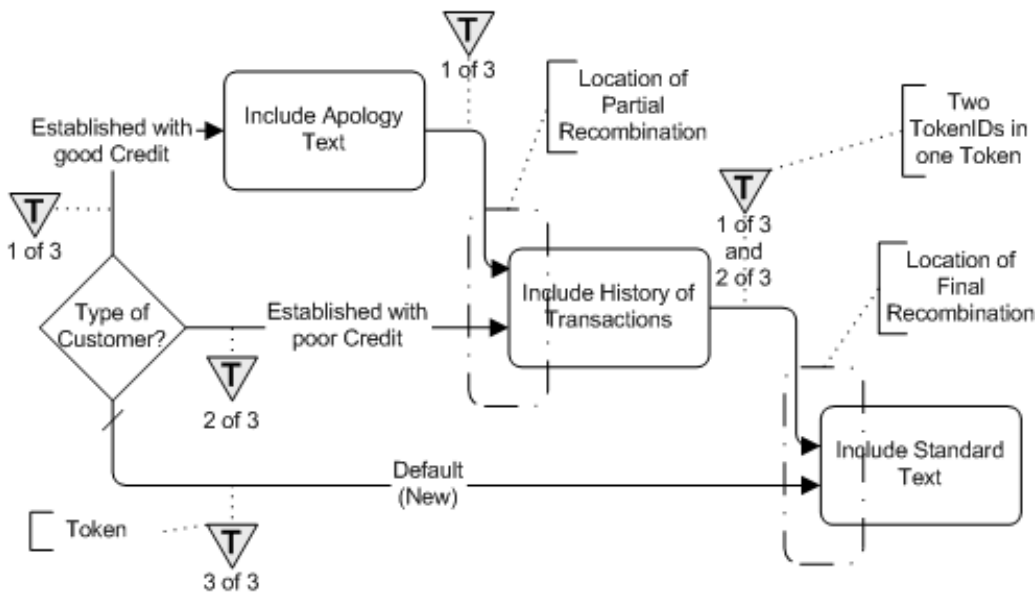 T
1 of 3
Location of
Partial
Recombination
Two
TokenIDs in
one Token
Include Apology
Text
Established with
good Credit
T
1 of 3
T
1 of 3
and
2 of 3
Location of
Final
Recombination
Type of
Customer?
Established with
poor Credit
Include History of
Transactions
T
2 of 3
Include Standard
Text
Default
(New)
Token
T
3 of 3